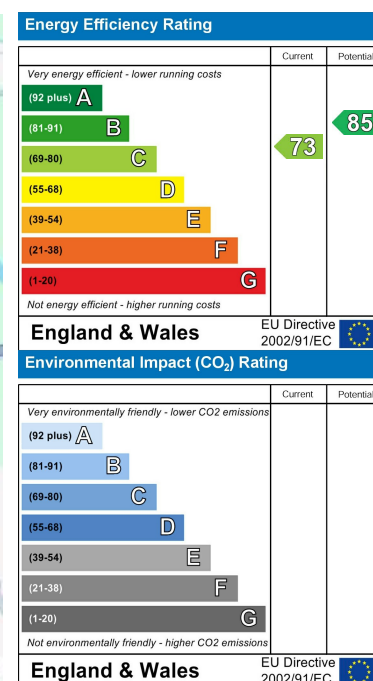 Energy Efficiency Rating
Current Potential
Very energy efficient - lower running costs
(92 plus) A
(81-91) B
(69-80) C
(55-68) D
(39-54) E
(21-38) F
(1-20) G
73
85
Not energy efficient - higher running costs
England & Wales
EU Directive
2002/91/EC
Environmental Impact (CO₂) Rating
Current Potential
Very environmentally friendly - lower CO2 emissions
(92 plus) A
(81-91) B
(69-80) C
(55-68) D
(39-54) E
(21-38) F
(1-20) G
Not environmentally friendly - higher CO2 emissions
England & Wales
EU Directive
2002/91/EC